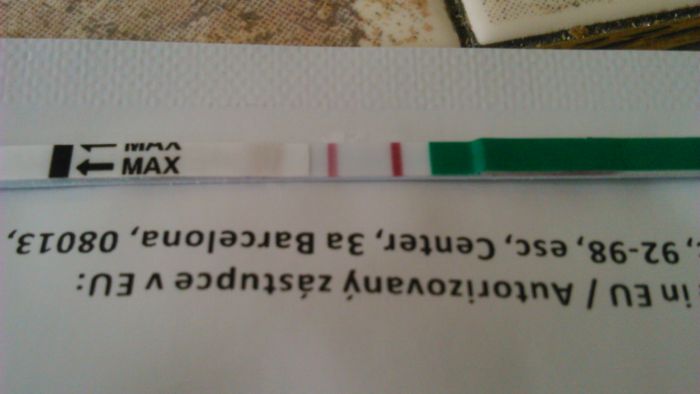 MAX
← MAX
in EU / Autorizovaný zástupce v EU:
, 92-98, esc, Center, 3a Barcelona, 08013,